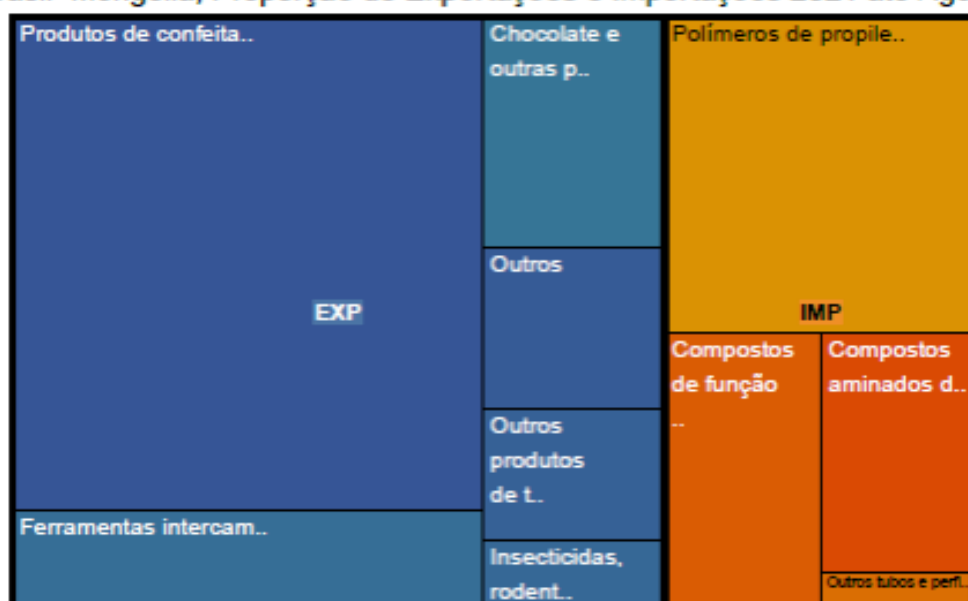 Produtos de confeita..
Chocolate e
outras p..
Outros
EXP
Outros
produtos
de t..
Ferramentas intercam..
Insecticidas,
rodent..
Polímeros de propile..
IMP
Compostos
de função
..
Compostos
aminados d..
Outros tubos e perfi..